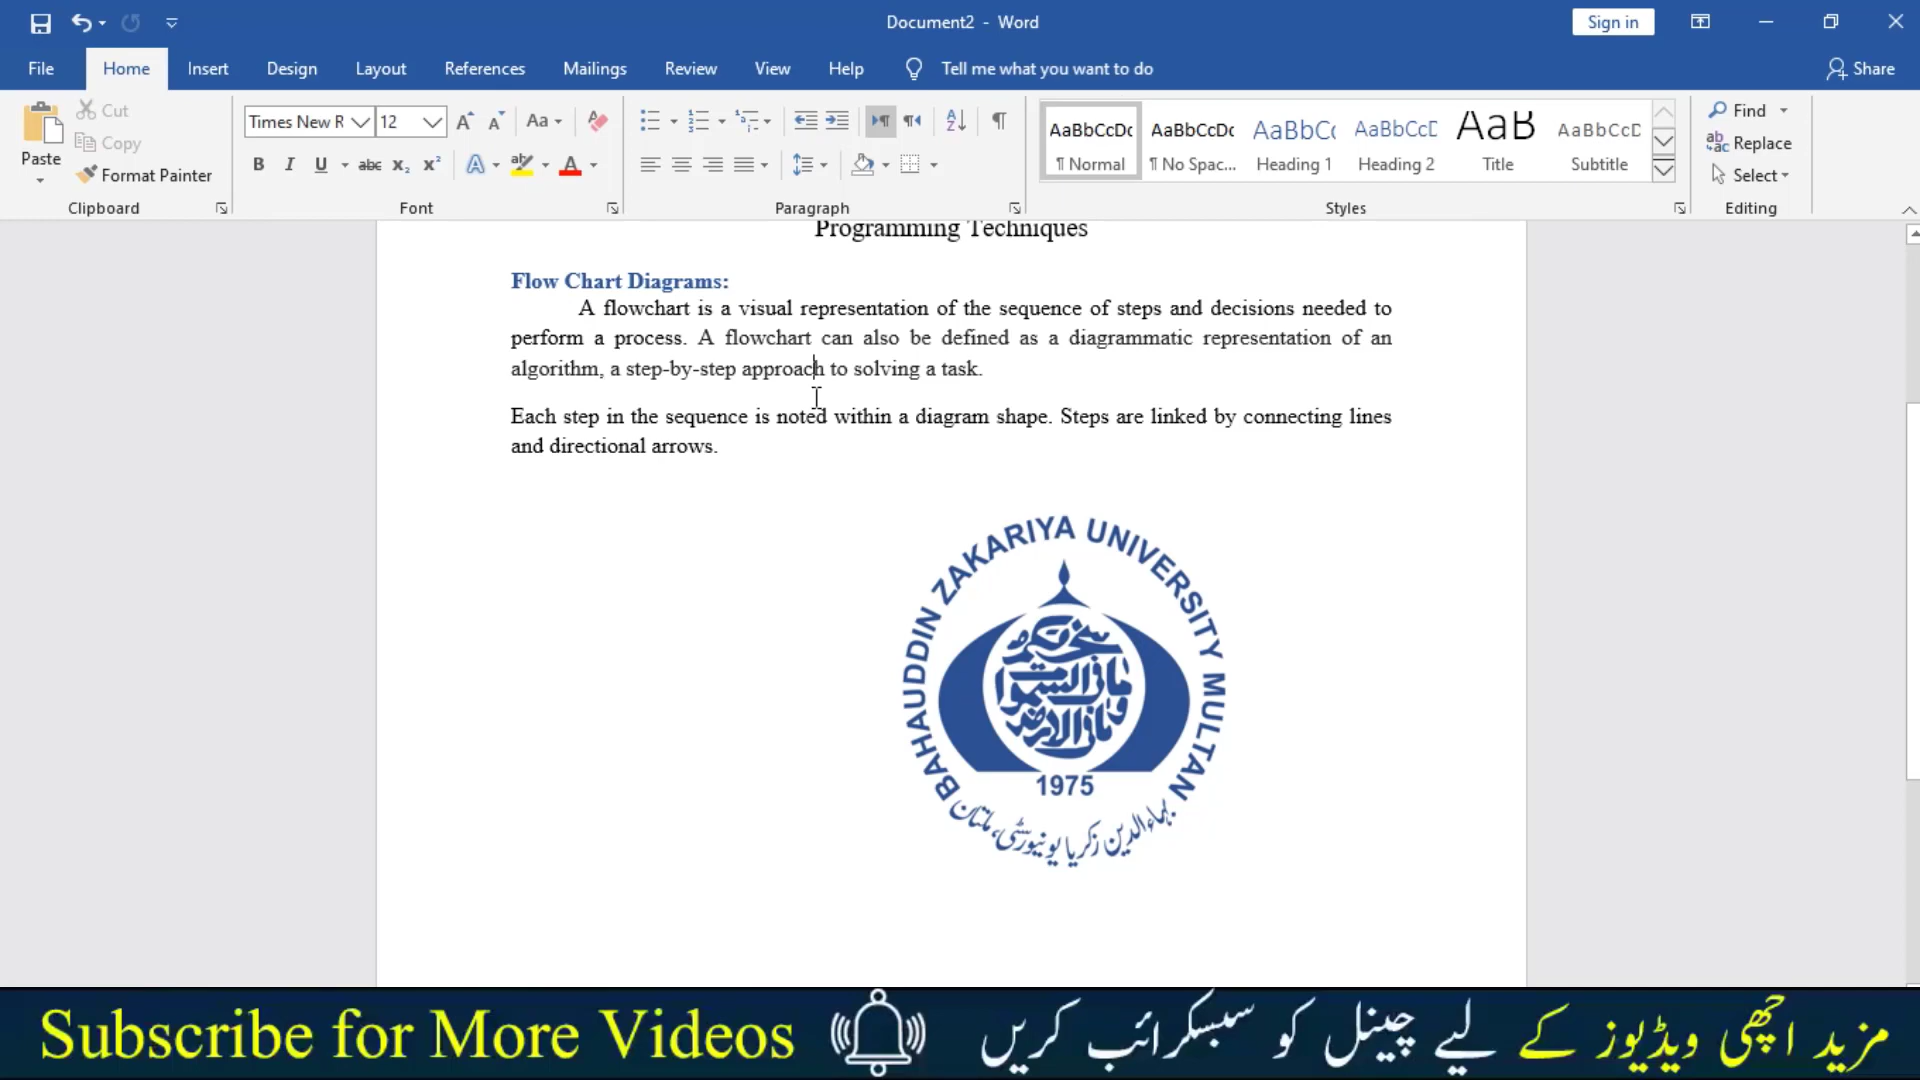 Document2 - Word
Sign in
File Home Insert Design Layout References Mailings Review View Help Tell me what you want to do Share
Paste
Cut
Copy
Format Painter
Clipboard
Times New R 12
Font
Paragraph
AaBbCcDc AaBbCcDc AaBbCc AaBbCcD AaB AaBbCcD
¶ Normal ¶ No Spac... Heading 1 Heading 2 Title Subtitle
Styles
Find
Replace
Select
Editing
Programming Techniques
Flow Chart Diagrams:
A flowchart is a visual representation of the sequence of steps and decisions needed to
perform a process. A flowchart can also be defined as a diagrammatic representation of an
algorithm, a step-by-step approach to solving a task.
Each step in the sequence is noted within a diagram shape. Steps are linked by connecting lines
and directional arrows.
BAHAUDDIN ZAKARIYA UNIVERSITY MULTAN
1975
بہاءالدین زکریا یونیورسٹی، ملتان
Subscribe for More Videos
مزید اچھی ویڈیوز کے لیے چینل کو سبسکرائب کریں